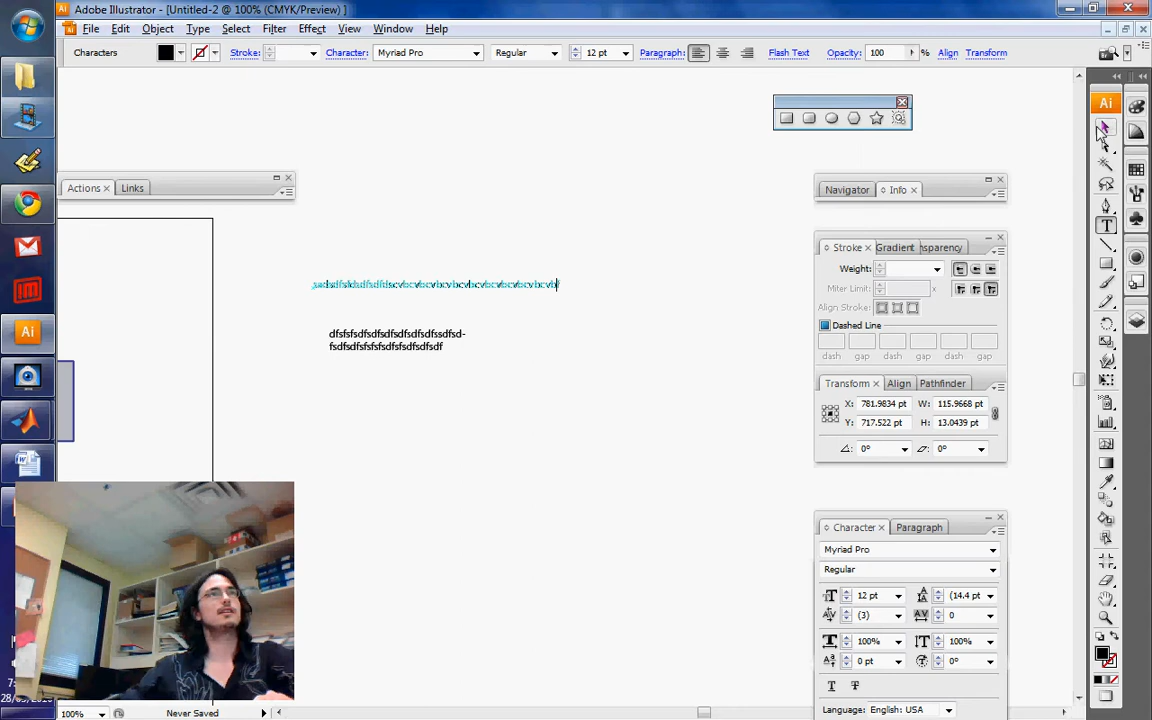 Adobe Illustrator - [Untitled-2 @ 100% (CMYK/Preview) ]
File Edit Object Type Select Filter Effect View Window Help
Characters Stroke: Character: Myriad Pro Regular 12 pt Paragraph: Flash Text Opacity: 100 % Align Transform
Ai
Actions × Links
Navigator Info ×
Stroke × Gradient nsparency
Weight:
Miter Limit: x
Align Stroke:
Dashed Line
dash gap dash gap dash gap
dfsfsfsdfsdfsdfsdfsdfsdfssdfsd-
fsdfsdfsfsfsfsdfsfsdfsdfsdf
Transform × Align Pathfinder
X: 781.9834 pt W: 115.9668 pt
Y: 717.522 pt H: 13.0439 pt
0° 0°
Character × Paragraph
Myriad Pro
Regular
12 pt (14.4 pt
(3) 0
100% 100%
0 pt 0°
T T
Language: English: USA
100% Never Saved